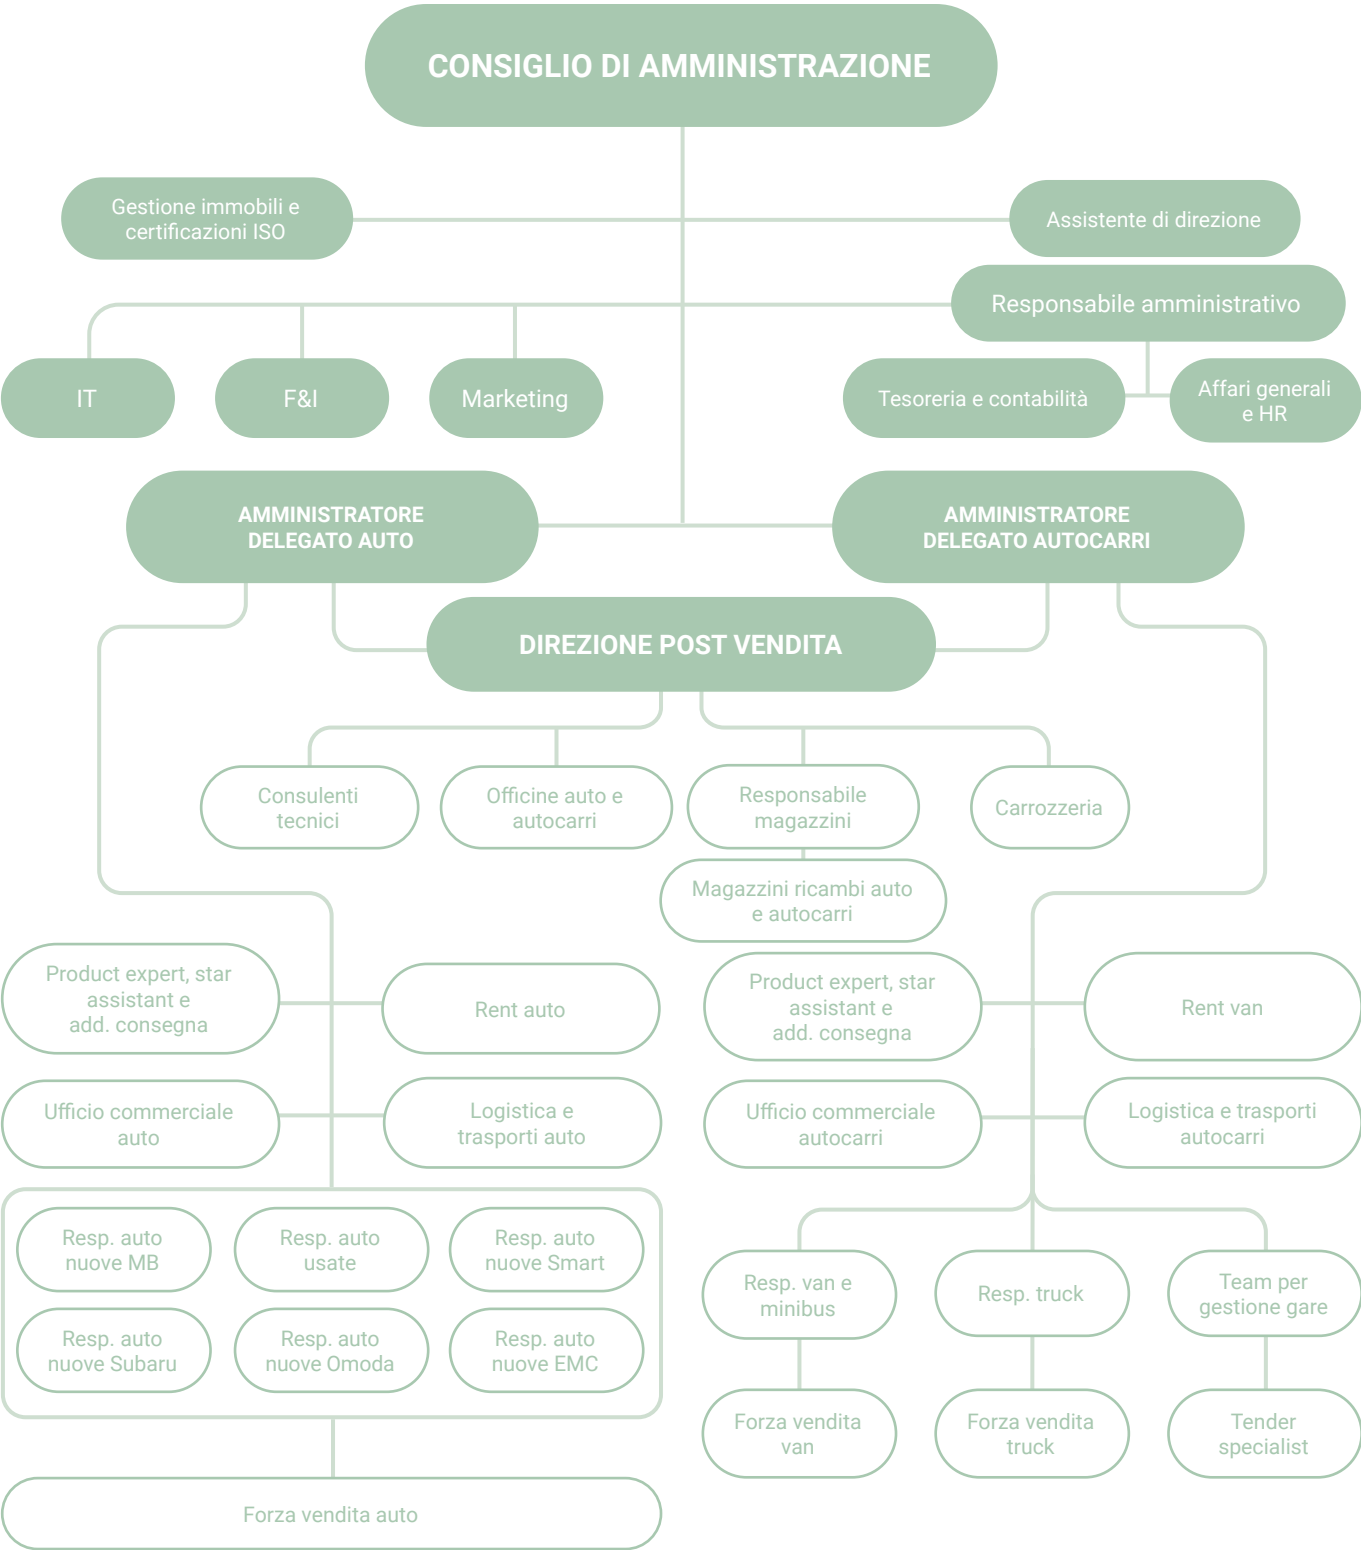 CONSIGLIO DI AMMINISTRAZIONE
Gestione immobili e
certificazioni ISO
Assistente di direzione
Responsabile amministrativo
IT
F&I
Marketing
Tesoreria e contabilità
Affari generali
e HR
AMMINISTRATORE
DELEGATO AUTO
AMMINISTRATORE
DELEGATO AUTOCARRI
DIREZIONE POST VENDITA
Consulenti
tecnici
Officine auto e
autocarri
Responsabile
magazzini
Carrozzeria
Magazzini ricambi auto
e autocarri
Product expert, star
assistant e
add. consegna
Rent auto
Product expert, star
assistant e
add. consegna
Rent van
Ufficio commerciale
auto
Logistica e
trasporti auto
Ufficio commerciale
autocarri
Logistica e trasporti
autocarri
Resp. auto
nuove MB
Resp. auto
usate
Resp. auto
nuove Smart
Resp. auto
nuove Subaru
Resp. auto
nuove Omoda
Resp. auto
nuove EMC
Resp. van e
minibus
Resp. truck
Team per
gestione gare
Forza vendita
van
Forza vendita
truck
Tender
specialist
Forza vendita auto